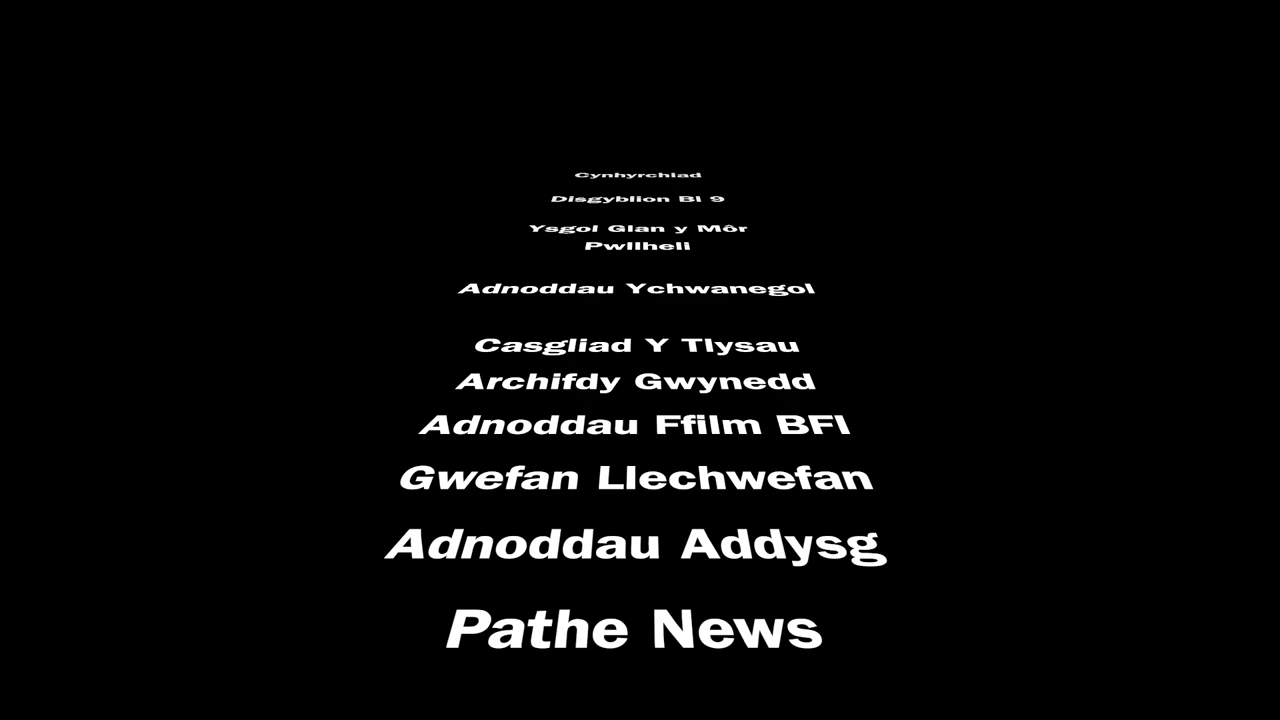 Cynhyrchiad
Disgyblion Bl 9
Ysgol Glan y Môr
Pwllheli
Adnoddau Ychwanegol
Casgliad Y Tlysau
Archifdy Gwynedd
Adnoddau Ffilm BFI
Gwefan Llechwefan
Adnoddau Addysg
Pathe News